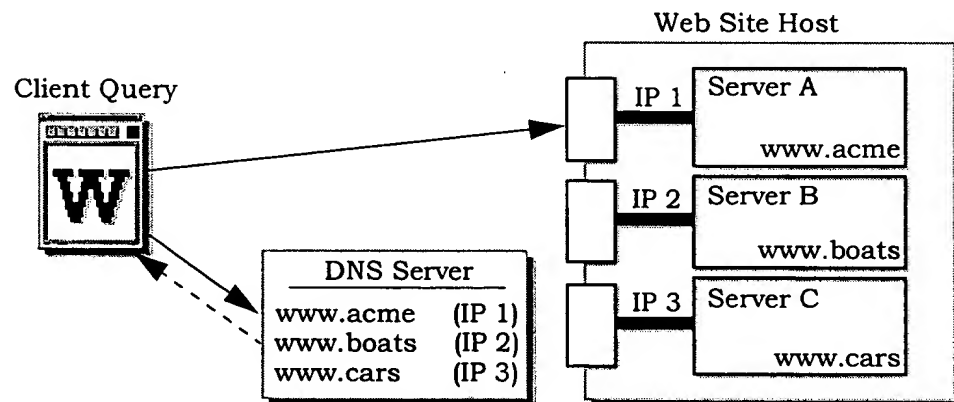 Web Site Host
Client Query
W
IP 1
Server A
www.acme
IP 2
Server B
www.boats
IP 3
Server C
www.cars
DNS Server
www.acme (IP 1)
www.boats (IP 2)
www.cars (IP 3)